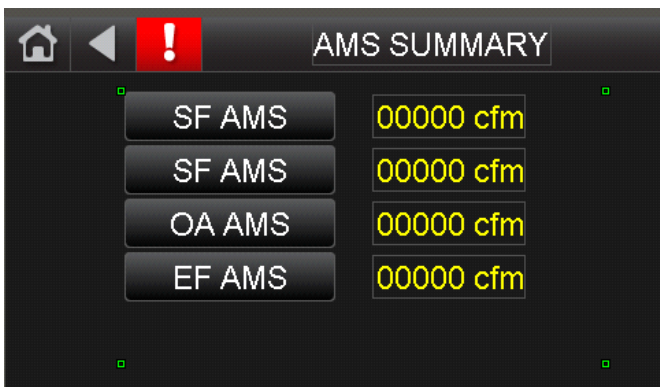 ! AMS SUMMARY
SF AMS 00000 cfm
SF AMS 00000 cfm
OA AMS 00000 cfm
EF AMS 00000 cfm